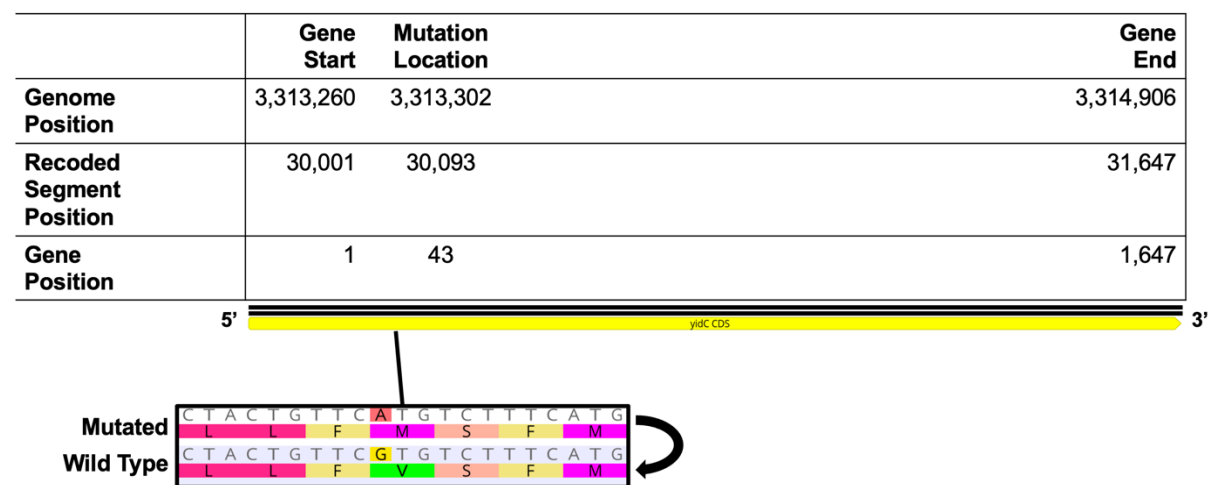 Gene Start Mutation Location Gene End
Genome Position 3,313,260 3,313,302 3,314,906
Recoded Segment Position 30,001 30,093 31,647
Gene Position 1 43 1,647
5’ yidC CDS 3’
Mutated C T A C T G T T C A T G T C T T T C A T G
L L F M S F M
Wild Type C T A C T G T T C G T G T C T T T C A T G
L L F V S F M